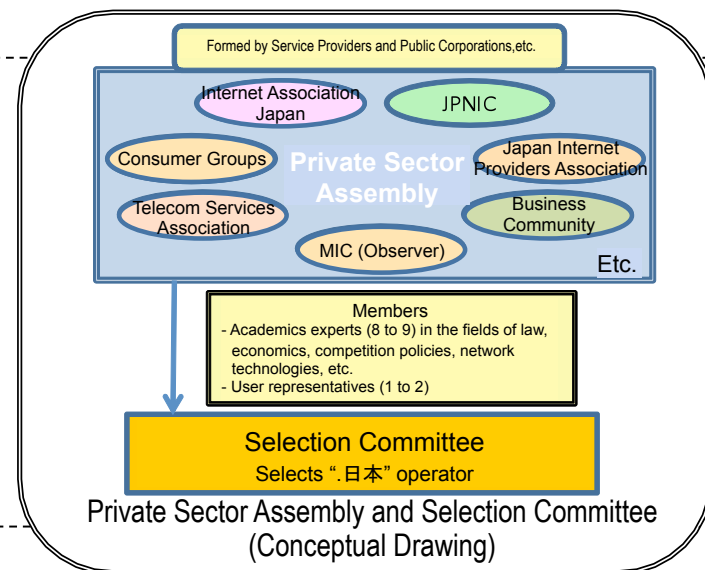 Formed by Service Providers and Public Corporations,etc.
Internet Association
Japan
JPNIC
Consumer Groups
Private Sector
Assembly
Japan Internet
Providers Association
Telecom Services
Association
Business
Community
MIC (Observer)
Etc.
Members
- Academics experts (8 to 9) in the fields of law,
economics, competition policies, network
technologies, etc.
- User representatives (1 to 2)
Selection Committee
Selects “.日本” operator
Private Sector Assembly and Selection Committee
(Conceptual Drawing)